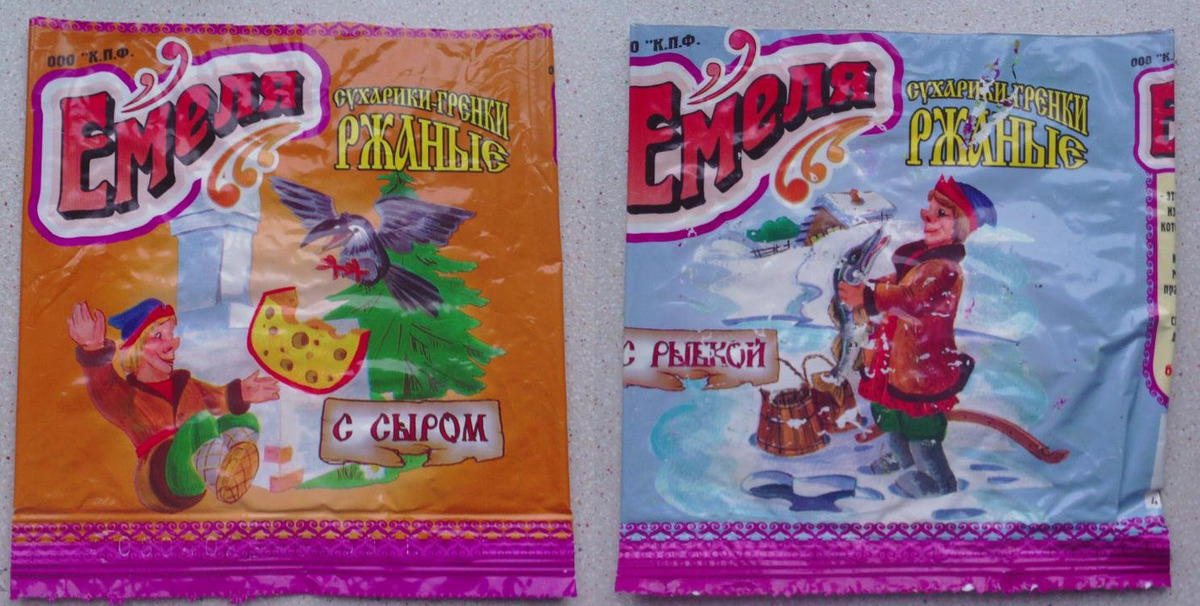 ООО "К.П.Ф.
Емеля
СУХАРИКИ-ГРЕНКИ
РЖАНЫЕ
С СЫРОМ
О "К.П.Ф.
Емеля
СУХАРИКИ-ГРЕНКИ
РЖАНЫЕ
С РЫБКОЙ
ООО "К.
Е